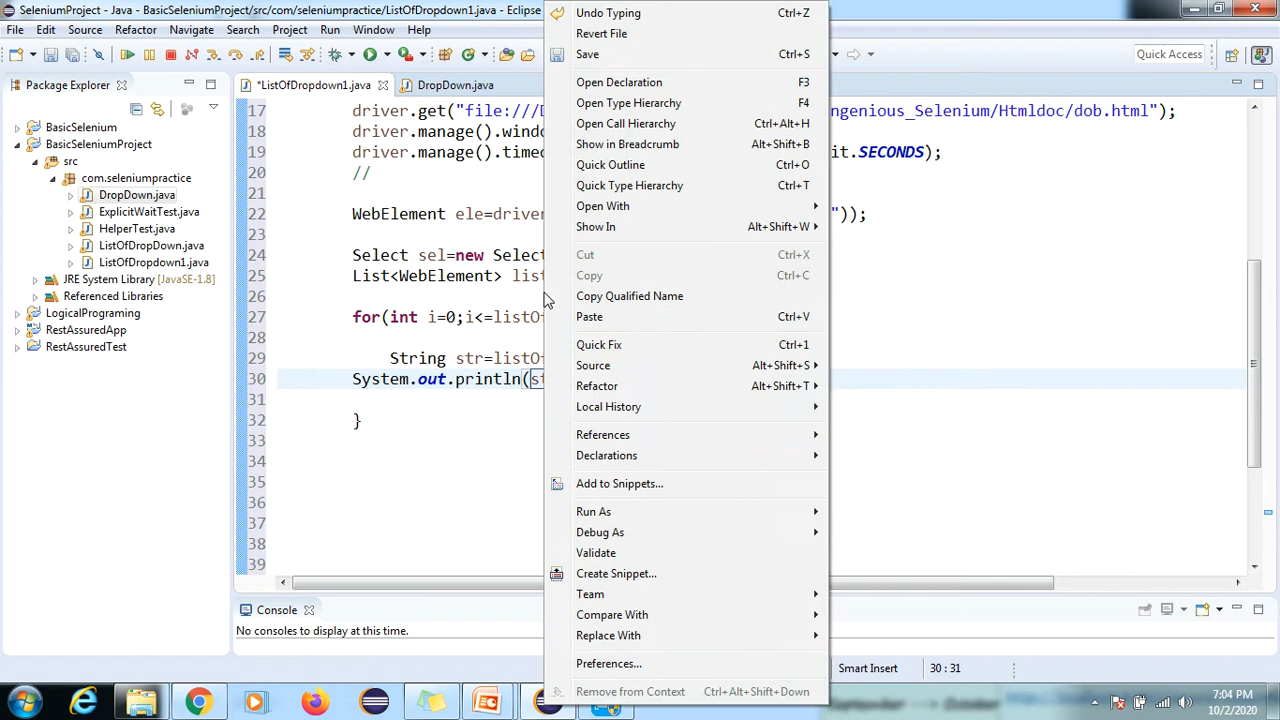 SeleniumProject - Java - BasicSeleniumProject/src/com/seleniumpractice/ListOfDropdown1.java - Eclipse
File Edit Source Refactor Navigate Search Project Run Window Help
Quick Access
Package Explorer
BasicSelenium
BasicSeleniumProject
src
com.seleniumpractice
DropDown.java
ExplicitWaitTest.java
HelperTest.java
ListOfDropDown.java
ListOfDropdown1.java
JRE System Library [JavaSE-1.8]
Referenced Libraries
LogicalPrograming
RestAssuredApp
RestAssuredTest
*ListOfDropdown1.java DropDown.java
17 driver.get("file:///D ngenious_Selenium/Htmldoc/dob.html");
18 driver.manage().windo
19 driver.manage().timeo it.SECONDS);
20 //
21
22 WebElement ele=driver "));
23
24 Select sel=new Select
25 List<WebElement> list
26
27 for(int i=0;i<=listO
28
29 String str=listO
30 System.out.println(st
31
32 }
33
34
35
36
37
38
39
Undo Typing Ctrl+Z
Revert File
Save Ctrl+S
Open Declaration F3
Open Type Hierarchy F4
Open Call Hierarchy Ctrl+Alt+H
Show in Breadcrumb Alt+Shift+B
Quick Outline Ctrl+O
Quick Type Hierarchy Ctrl+T
Open With
Show In Alt+Shift+W
Cut Ctrl+X
Copy Ctrl+C
Copy Qualified Name
Paste Ctrl+V
Quick Fix Ctrl+1
Source Alt+Shift+S
Refactor Alt+Shift+T
Local History
References
Declarations
Add to Snippets...
Run As
Debug As
Validate
Create Snippet...
Team
Compare With
Replace With
Preferences...
Remove from Context Ctrl+Alt+Shift+Down
Console
No consoles to display at this time.
Smart Insert 30 : 31
7:04 PM
10/2/2020